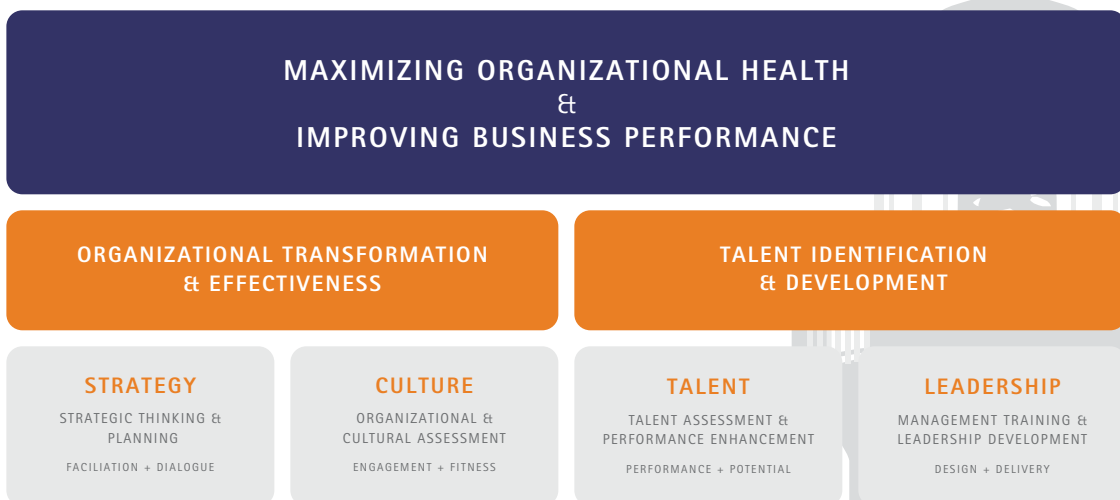 MAXIMIZING ORGANIZATIONAL HEALTH
&
IMPROVING BUSINESS PERFORMANCE
ORGANIZATIONAL TRANSFORMATION
& EFFECTIVENESS
TALENT IDENTIFICATION
& DEVELOPMENT
STRATEGY
STRATEGIC THINKING &
PLANNING
FACILIATION + DIALOGUE
CULTURE
ORGANIZATIONAL &
CULTURAL ASSESSMENT
ENGAGEMENT + FITNESS
TALENT
TALENT ASSESSMENT &
PERFORMANCE ENHANCEMENT
PERFORMANCE + POTENTIAL
LEADERSHIP
MANAGEMENT TRAINING &
LEADERSHIP DEVELOPMENT
DESIGN + DELIVERY